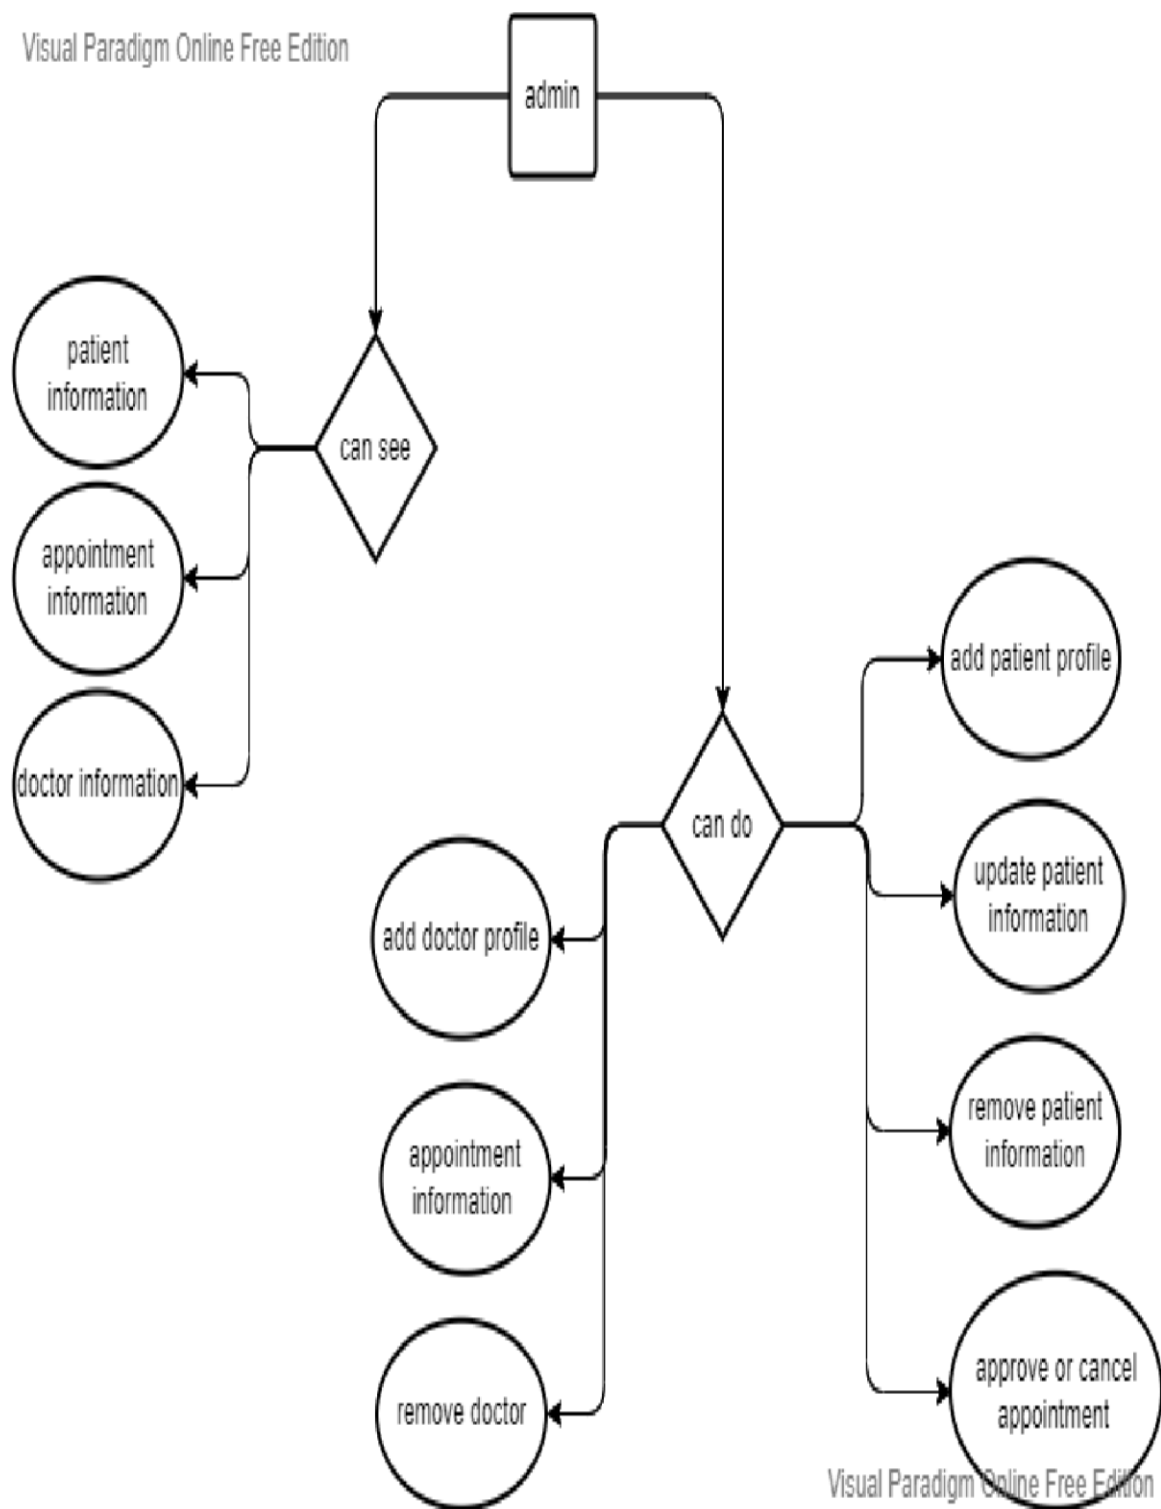 Visual Paradigm Online Free Edition
admin
patient
information
can see
appointment
information
doctor information
add patient profile
can do
update patient
information
add doctor profile
remove patient
information
appointment
information
approve or cancel
appointment
remove doctor
Visual Paradigm Online Free Edition